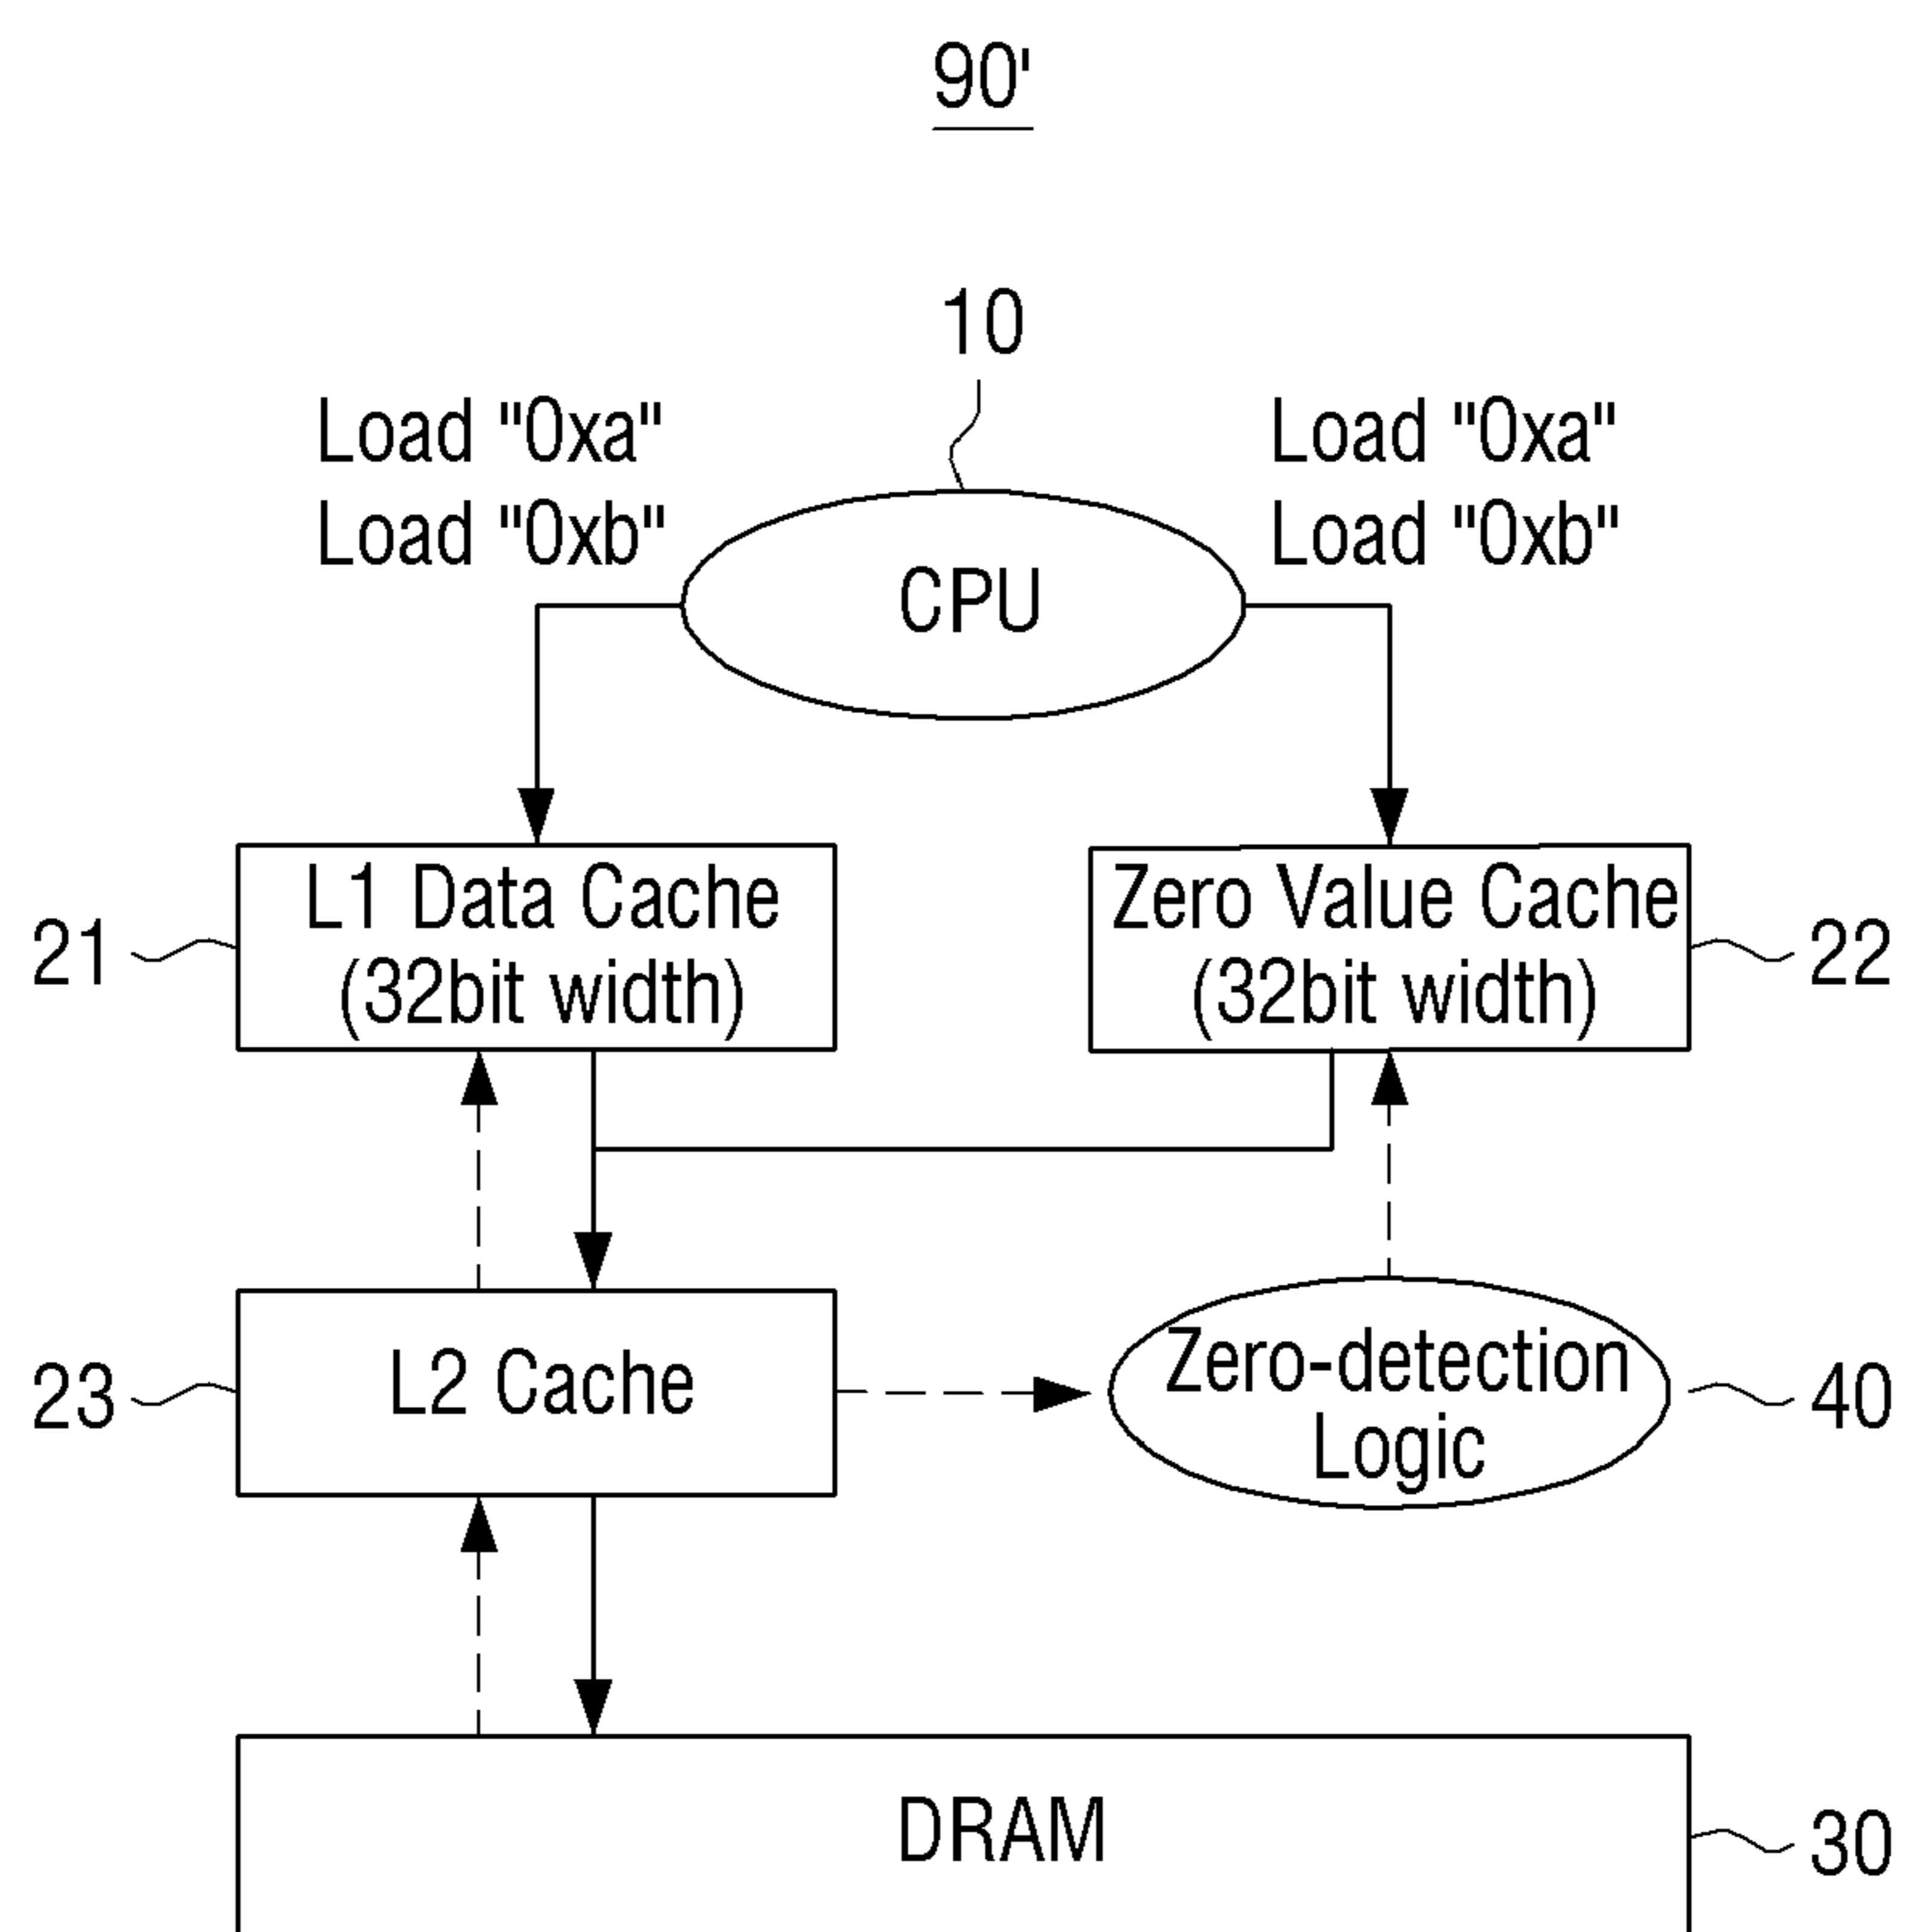 90'
10
Load "0xa"
Load "0xb"
Load "0xa"
Load "0xb"
CPU
L1 Data Cache
(32bit width)
21
Zero Value Cache
(32bit width)
22
L2 Cache
23
Zero-detection
Logic
40
DRAM
30